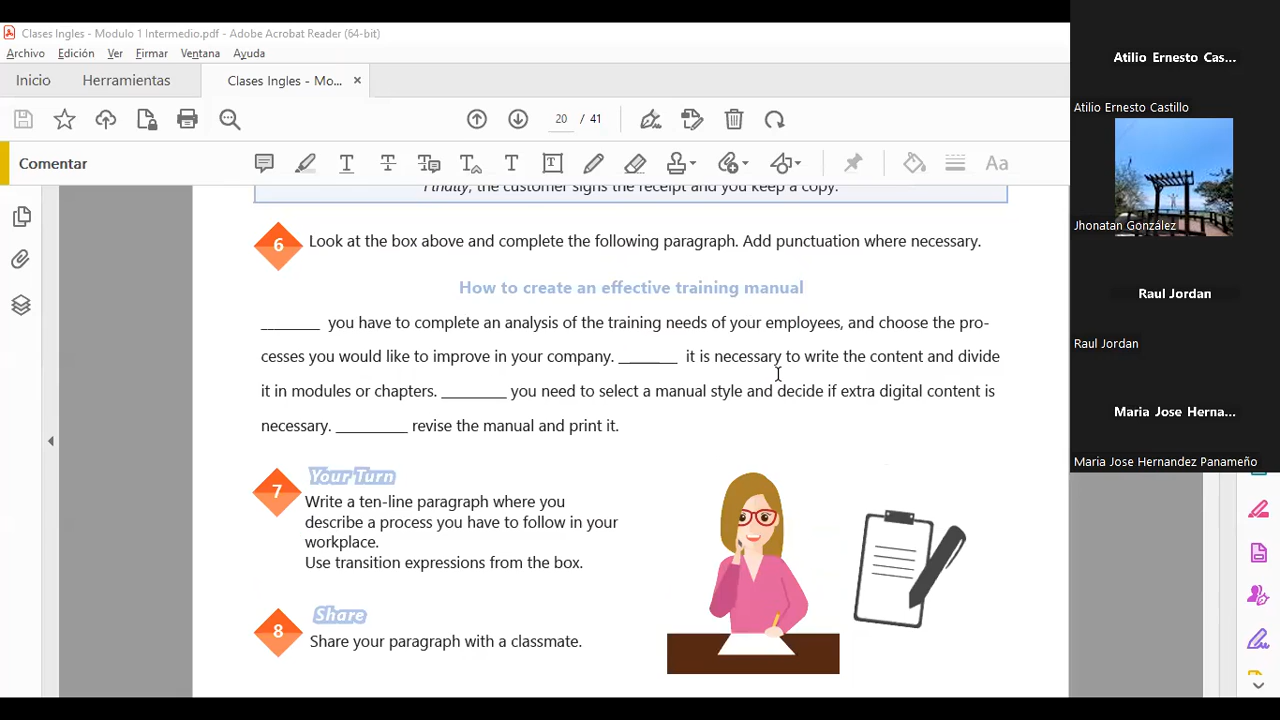 Clases Ingles - Modulo 1 Intermedio.pdf - Adobe Acrobat Reader (64-bit)
Archivo Edición Ver Firmar Ventana Ayuda
Inicio Herramientas Clases Ingles - Mo... ×
20 / 41
Comentar
Finally, the customer signs the receipt and you keep a copy.
6 Look at the box above and complete the following paragraph. Add punctuation where necessary.
How to create an effective training manual
________ you have to complete an analysis of the training needs of your employees, and choose the pro-
cesses you would like to improve in your company. ________ it is necessary to write the content and divide
it in modules or chapters. _________ you need to select a manual style and decide if extra digital content is
necessary. __________ revise the manual and print it.
7 Your Turn
Write a ten-line paragraph where you
describe a process you have to follow in your
workplace.
Use transition expressions from the box.
8 Share
Share your paragraph with a classmate.
Atilio Ernesto Cas...
Atilio Ernesto Castillo
Jhonatan González
Raul Jordan
Raul Jordan
Maria Jose Herna...
Maria Jose Hernandez Panameño